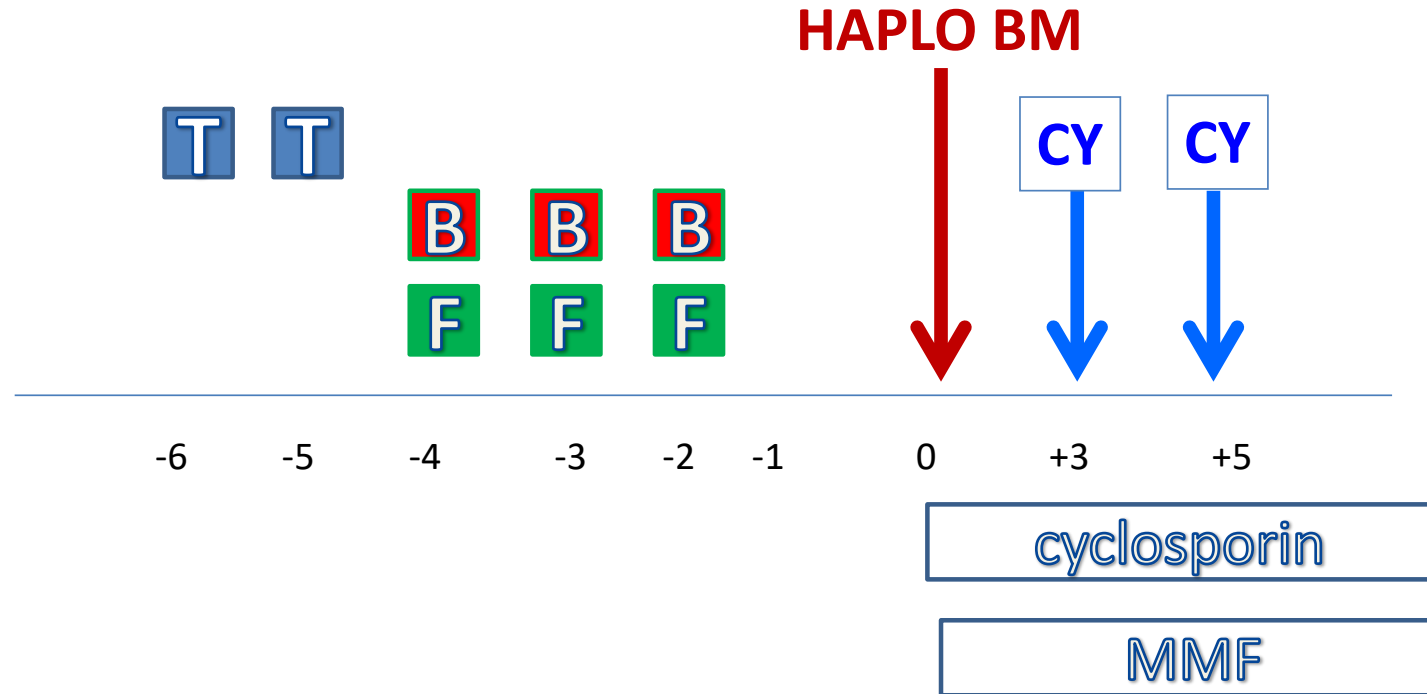 HAPLO BM
T T CY CY
B B B
F F F
-6 -5 -4 -3 -2 -1 0 +3 +5
cyclosporin
MMF